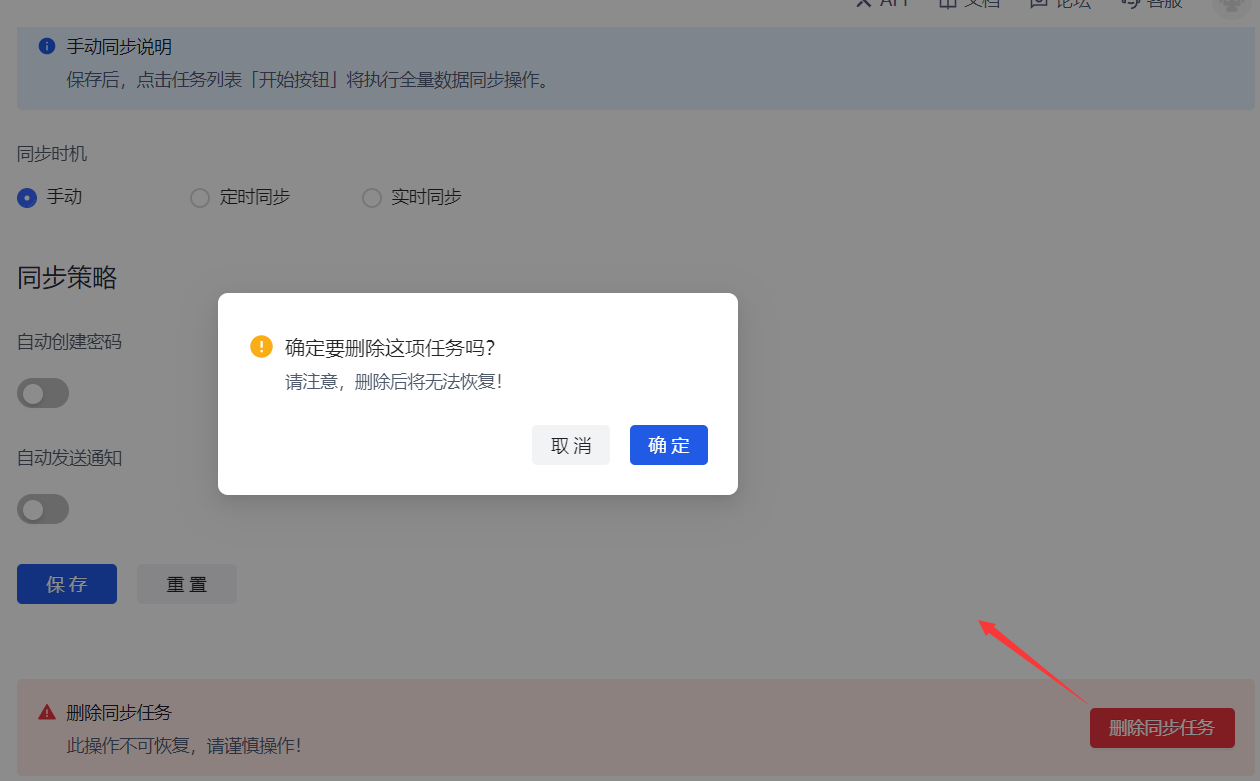 API 文档 论坛 客服
手动同步说明
保存后，点击任务列表「开始按钮」将执行全量数据同步操作。
同步时机
手动 定时同步 实时同步
同步策略
自动创建密码
确定要删除这项任务吗？
请注意，删除后将无法恢复！
取 消 确 定
自动发送通知
保 存 重 置
删除同步任务
此操作不可恢复，请谨慎操作！
删除同步任务